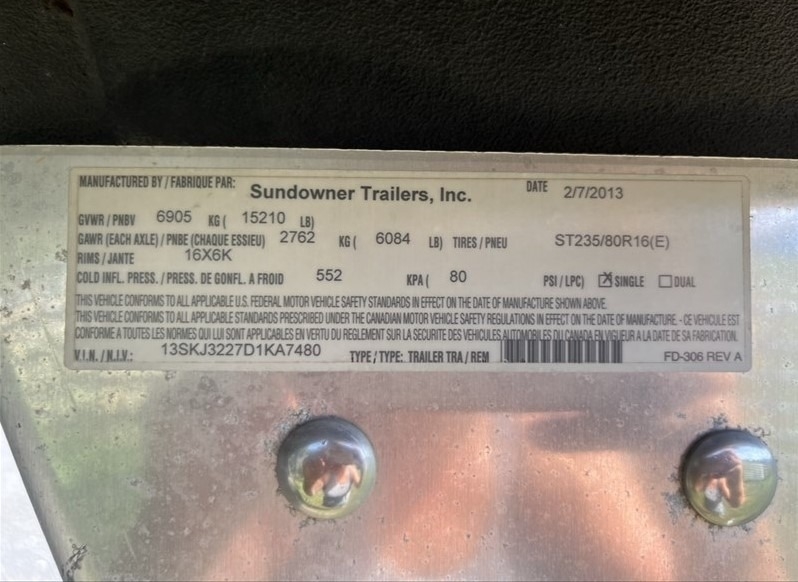 MANUFACTURED BY / FABRIQUE PAR: Sundowner Trailers, Inc. DATE 2/7/2013
GVWR / PNBV 6905 KG ( 15210 LB)
GAWR (EACH AXLE) / PNBE (CHAQUE ESSIEU) 2762 KG ( 6084 LB) TIRES / PNEU ST235/80R16(E)
RIMS / JANTE 16X6K
COLD INFL. PRESS. / PRESS. DE GONFL. A FROID 552 KPA ( 80 PSI / LPC) ☒ SINGLE ☐ DUAL
THIS VEHICLE CONFORMS TO ALL APPLICABLE U.S. FEDERAL MOTOR VEHICLE SAFETY STANDARDS IN EFFECT ON THE DATE OF MANUFACTURE SHOWN ABOVE.
THIS VEHICLE CONFORMS TO ALL APPLICABLE STANDARDS PRESCRIBED UNDER THE CANADIAN MOTOR VEHICLE SAFETY REGULATIONS IN EFFECT ON THE DATE OF MANUFACTURE. - CE VEHICULE EST
CONFORME A TOUTES LES NORMES QUI LUI SONT APPLICABLES EN VERTU DU REGLEMENT SUR LA SECURITE DES VEHICULES AUTOMOBILES DU CANADA EN VIGUEUR A LA DATE DE SA FABRICATION.
V.I.N. / N.I.V.: 13SKJ3227D1KA7480 TYPE / TYPE: TRAILER TRA / REM FD-306 REV A